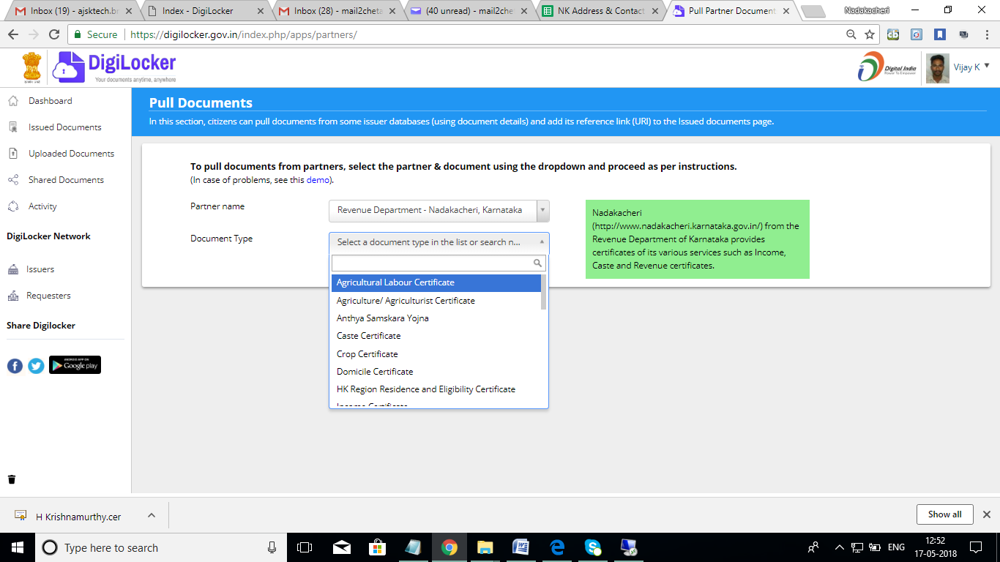 Inbox (19) - ajsktech.br
Index - DigiLocker
Inbox (28) - mail2cheta
(40 unread) - mail2che
NK Address & Contact
Pull Partner Document
Nadakacheri
Secure
https://digilocker.gov.in/index.php/apps/partners/
DigiLocker
Your documents anytime, anywhere
Digital India
Power To Empower
Vijay K
Dashboard
Issued Documents
Uploaded Documents
Shared Documents
Activity
DigiLocker Network
Issuers
Requesters
Share Digilocker
ANDROID APP ON
Google play
Pull Documents
In this section, citizens can pull documents from some issuer databases (using document details) and add its reference link (URI) to the Issued documents page.
To pull documents from partners, select the partner & document using the dropdown and proceed as per instructions.
(In case of problems, see this demo).
Partner name
Revenue Department - Nadakacheri, Karnataka
Document Type
Select a document type in the list or search n...
Agricultural Labour Certificate
Agriculture/ Agriculturist Certificate
Anthya Samskara Yojna
Caste Certificate
Crop Certificate
Domicile Certificate
HK Region Residence and Eligibility Certificate
Income Certificate
Nadakacheri
(http://www.nadakacheri.karnataka.gov.in/) from the
Revenue Department of Karnataka provides
certificates of its various services such as Income,
Caste and Revenue certificates.
H Krishnamurthy.cer
Show all
Type here to search
ENG
12:52
17-05-2018